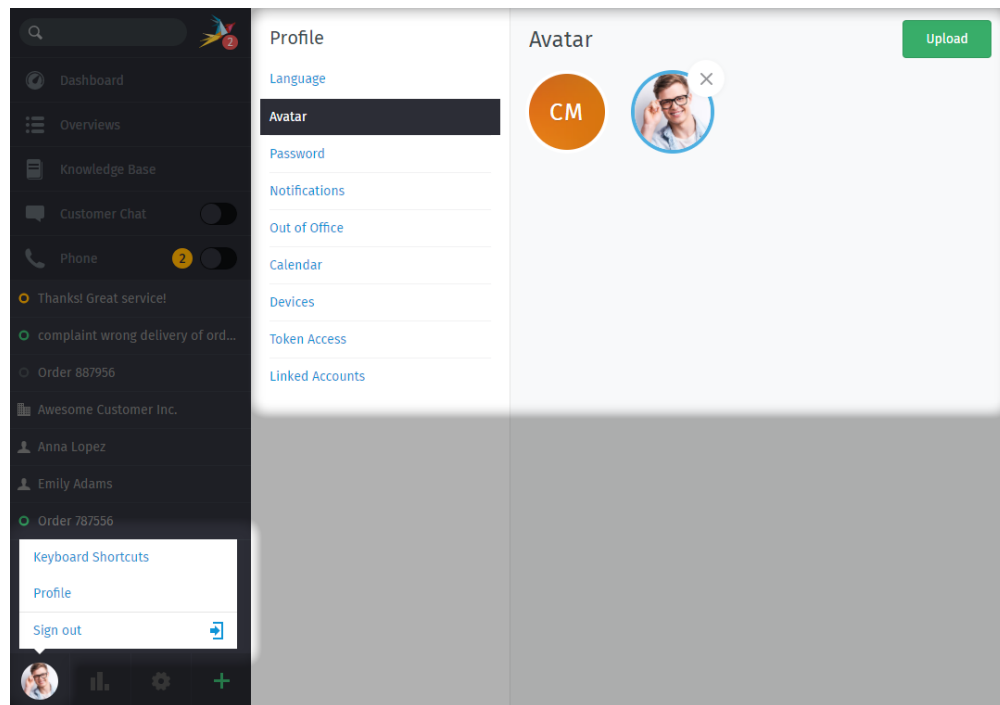 2
Dashboard
Overviews
Knowledge Base
Customer Chat
Phone 2
Thanks! Great service!
complaint wrong delivery of ord...
Order 887956
Awesome Customer Inc.
Anna Lopez
Emily Adams
Order 787556
Keyboard Shortcuts
Profile
Sign out
Profile
Language
Avatar
Password
Notifications
Out of Office
Calendar
Devices
Token Access
Linked Accounts
Avatar
Upload
CM